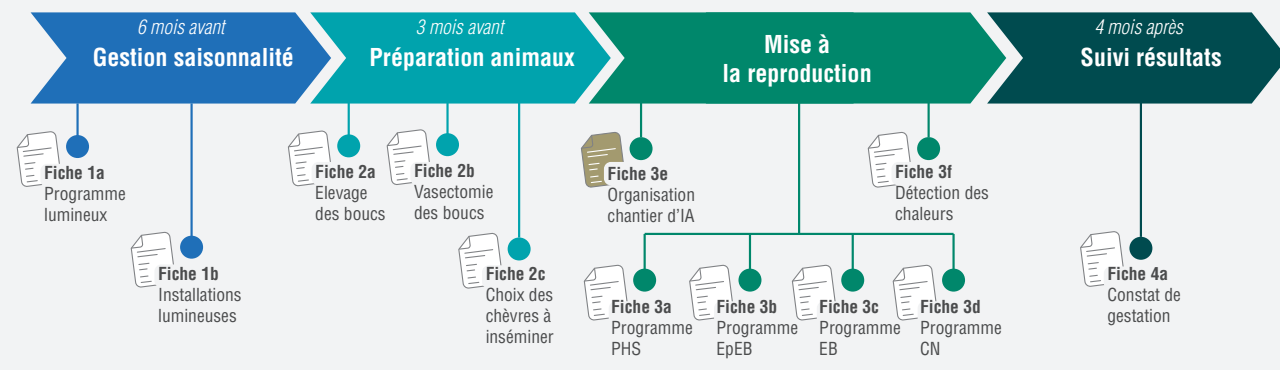 6 mois avant
Gestion saisonnalité
3 mois avant
Préparation animaux
Mise à
la reproduction
4 mois après
Suivi résultats
Fiche 1a
Programme
lumineux
Fiche 1b
Installations
lumineuses
Fiche 2a
Elevage
des boucs
Fiche 2b
Vasectomie
des boucs
Fiche 2c
Choix des
chèvres à
inséminer
Fiche 3e
Organisation
chantier d'IA
Fiche 3f
Détection des
chaleurs
Fiche 3a
Programme
PHS
Fiche 3b
Programme
EpEB
Fiche 3c
Programme
EB
Fiche 3d
Programme
CN
Fiche 4a
Constat de
gestation